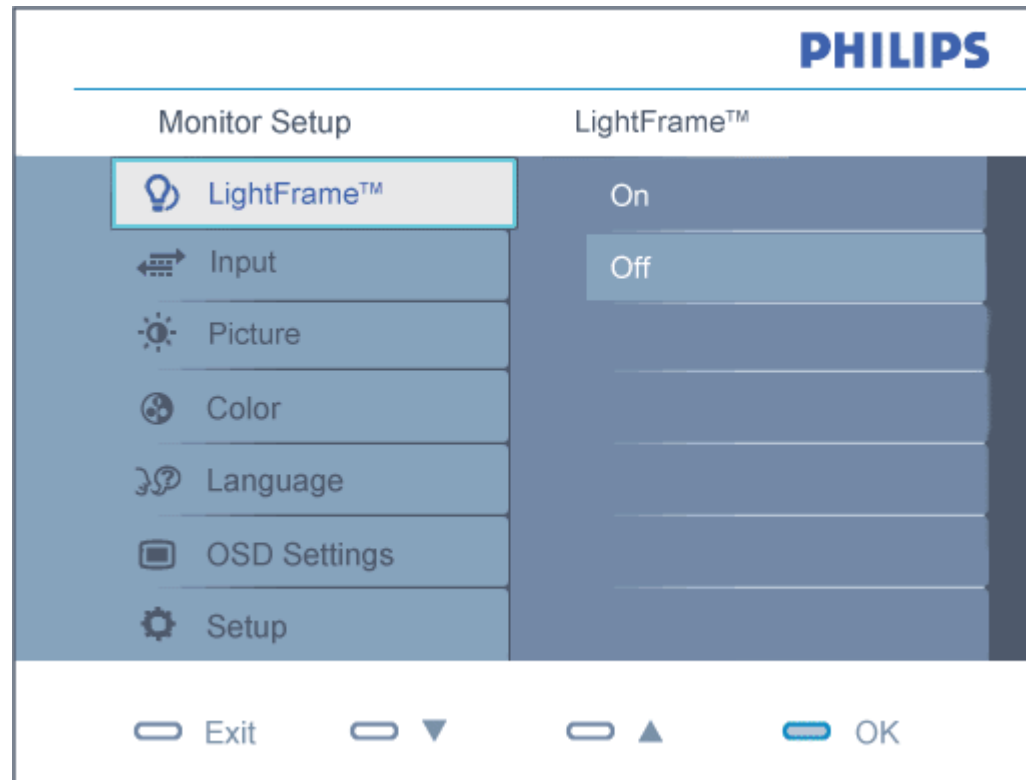 PHILIPS
Monitor Setup LightFrame™
LightFrame™ On
Input Off
Picture
Color
Language
OSD Settings
Setup
Exit ▼ ▲ OK